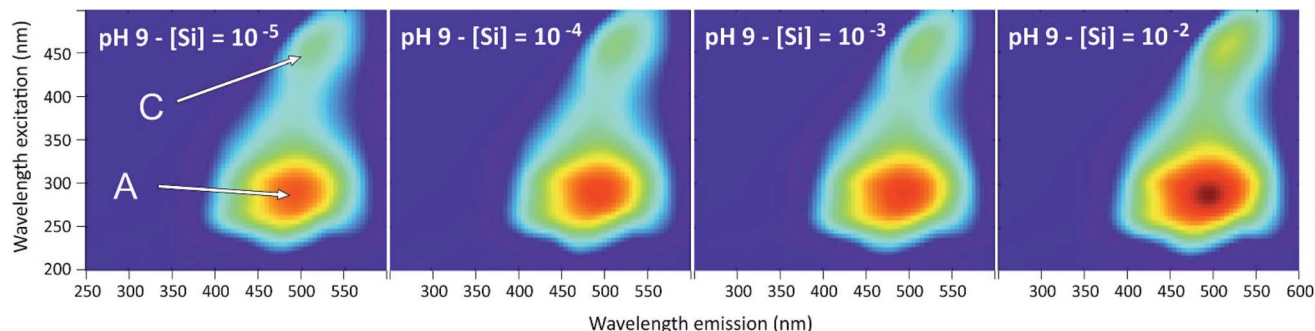 pH 9 - [Si] = 10 -5
pH 9 - [Si] = 10 -4
pH 9 - [Si] = 10 -3
pH 9 - [Si] = 10 -2
C
A
Wavelength excitation (nm)
450
400
350
300
250
200
250 300 350 400 450 500 550
300 350 400 450 500 550
300 350 400 450 500 550
300 350 400 450 500 550 600
Wavelength emission (nm)